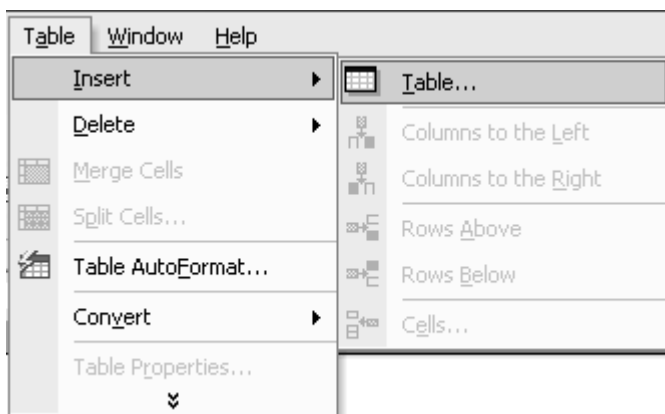 Table Window Help
Insert
Delete
Merge Cells
Split Cells...
Table AutoFormat...
Convert
Table Properties...
Table...
Columns to the Left
Columns to the Right
Rows Above
Rows Below
Cells...